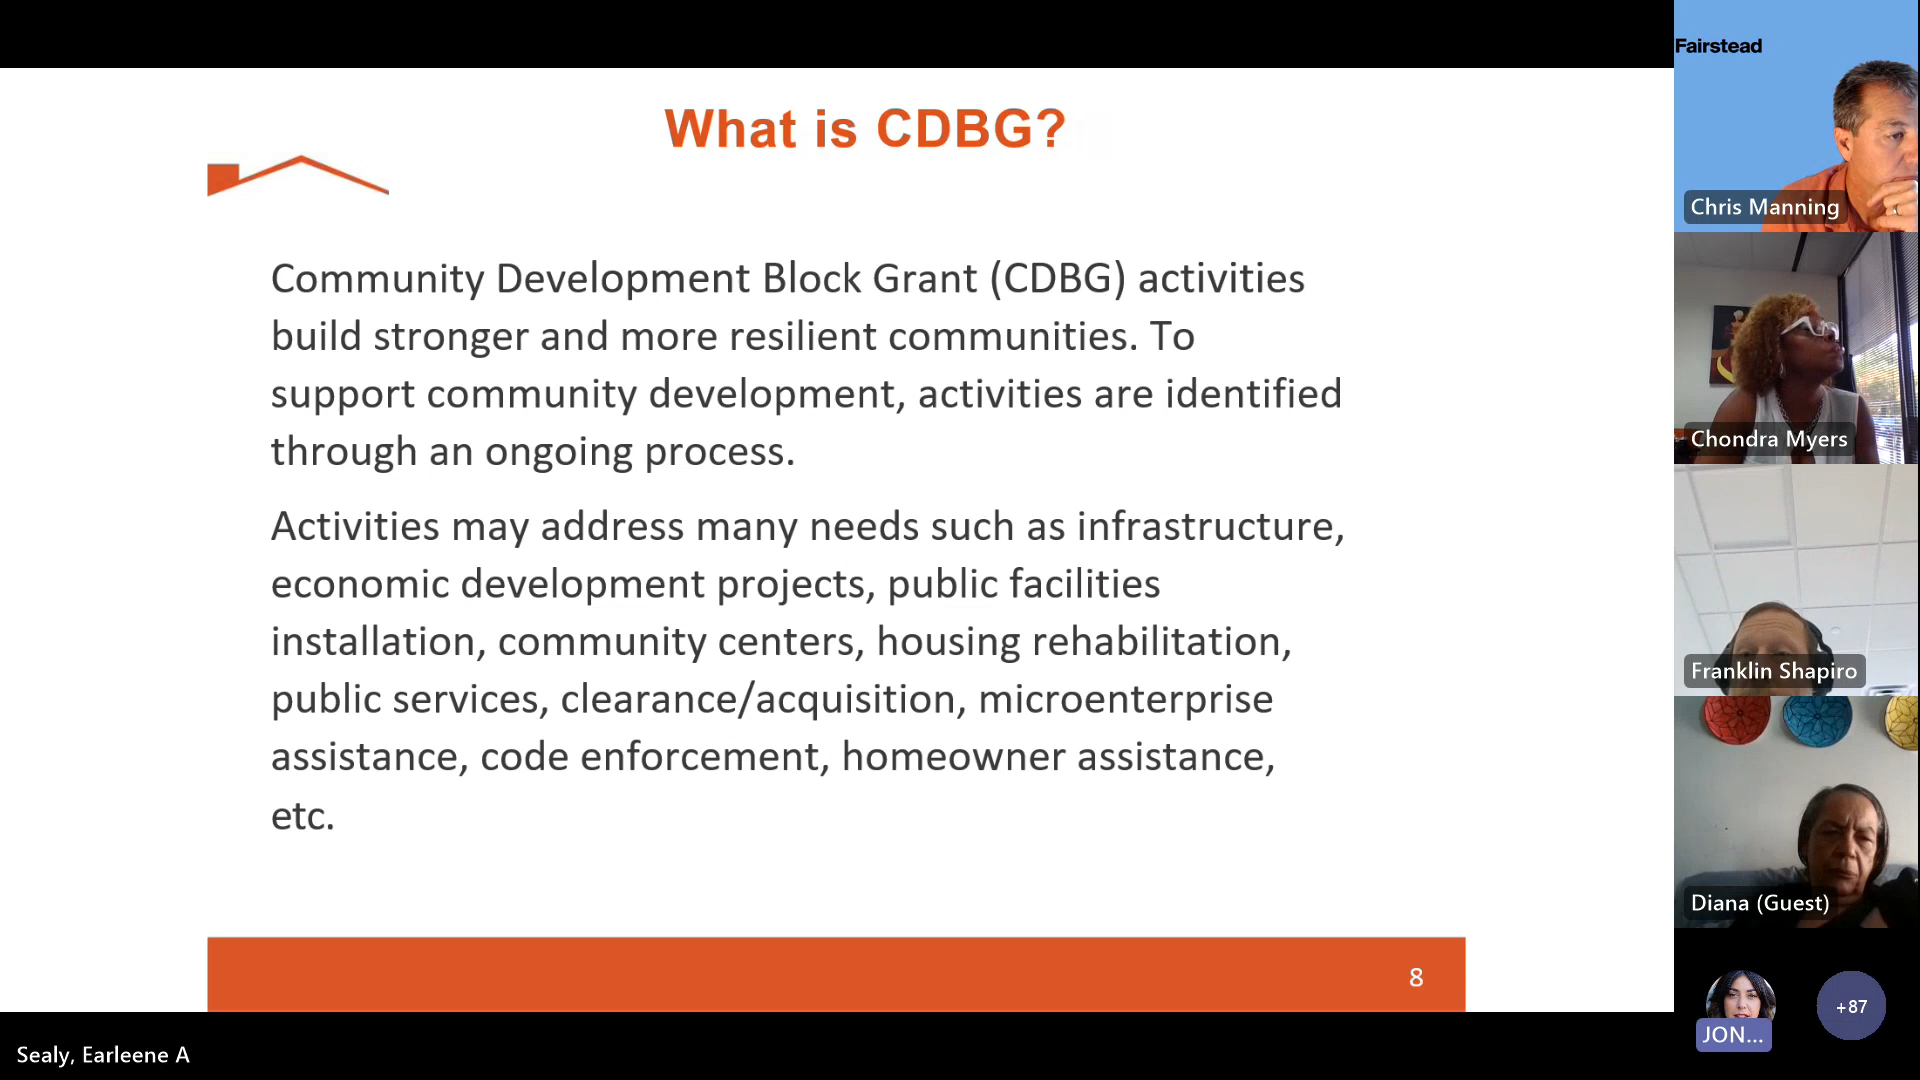 What is CDBG?
Community Development Block Grant (CDBG) activities
build stronger and more resilient communities. To
support community development, activities are identified
through an ongoing process.
Activities may address many needs such as infrastructure,
economic development projects, public facilities
installation, community centers, housing rehabilitation,
public services, clearance/acquisition, microenterprise
assistance, code enforcement, homeowner assistance,
etc.
8
Sealy, Earleene A
Fairstead
Chris Manning
Chondra Myers
Franklin Shapiro
Diana (Guest)
JON...
+87